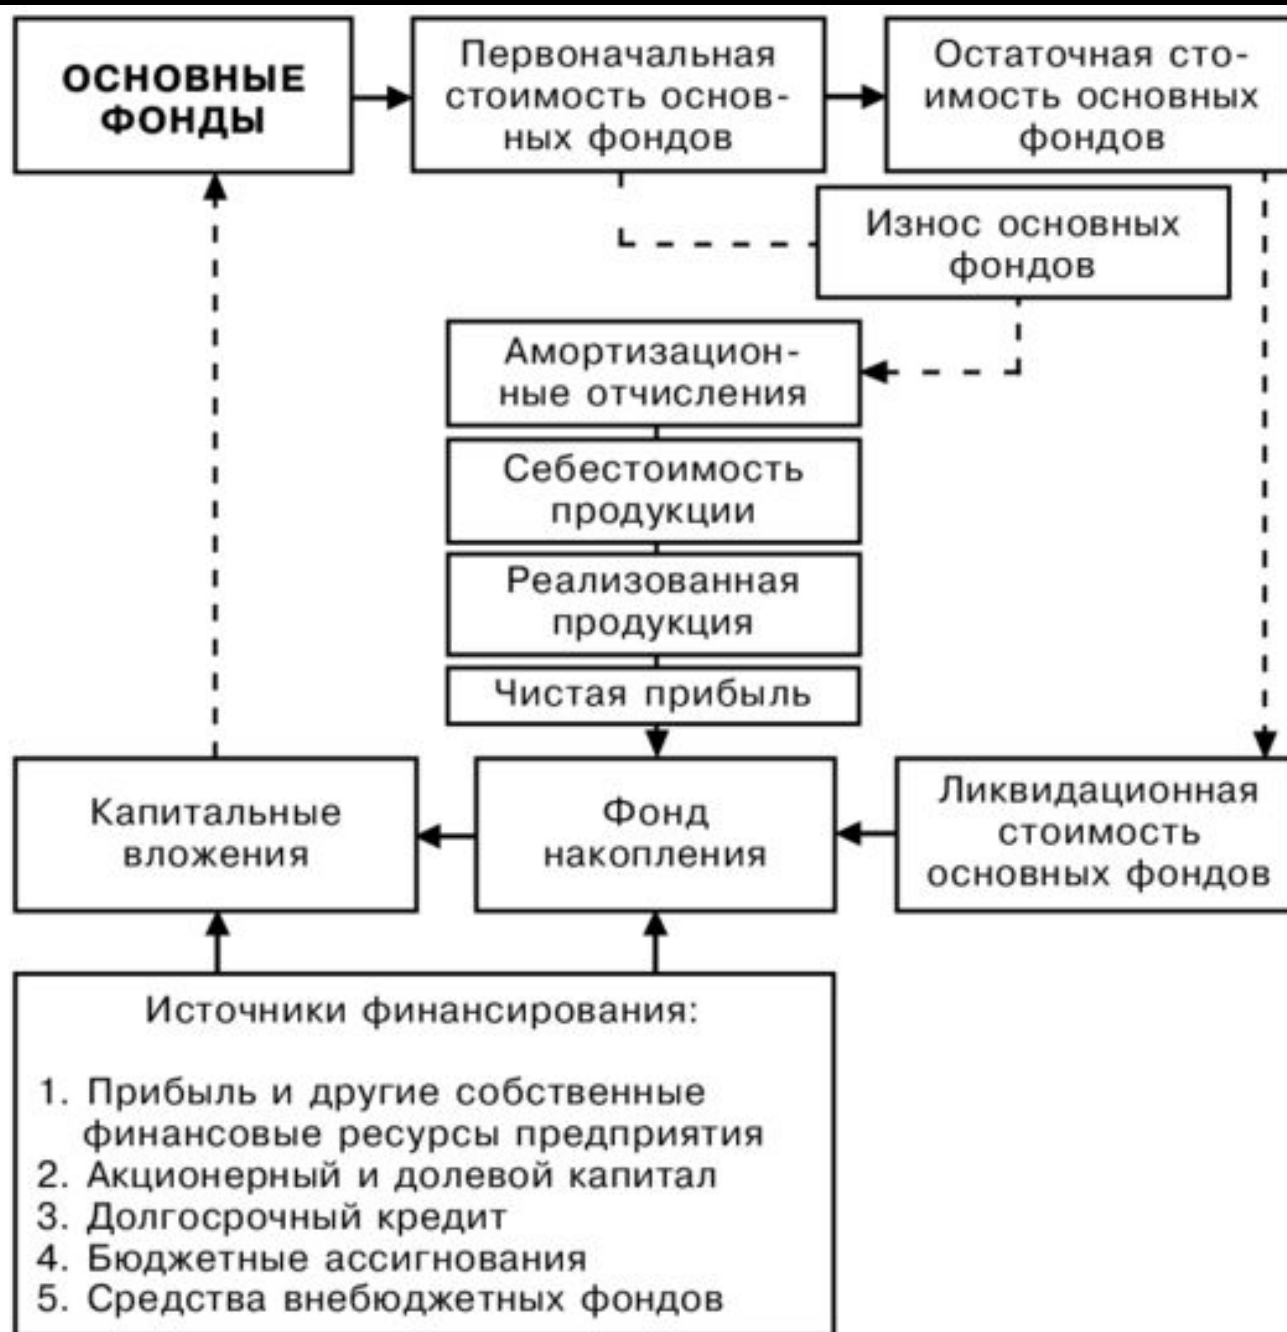 ОСНОВНЫЕ
ФОНДЫ
Первоначальная
стоимость основ-
ных фондов
Остаточная сто-
имость основных
фондов
Износ основных
фондов
Амортизацион-
ные отчисления
Себестоимость
продукции
Реализованная
продукция
Чистая прибыль
Капитальные
вложения
Фонд
накопления
Ликвидационная
стоимость
основных фондов
Источники финансирования:
1. Прибыль и другие собственные
финансовые ресурсы предприятия
2. Акционерный и долевой капитал
3. Долгосрочный кредит
4. Бюджетные ассигнования
5. Средства внебюджетных фондов